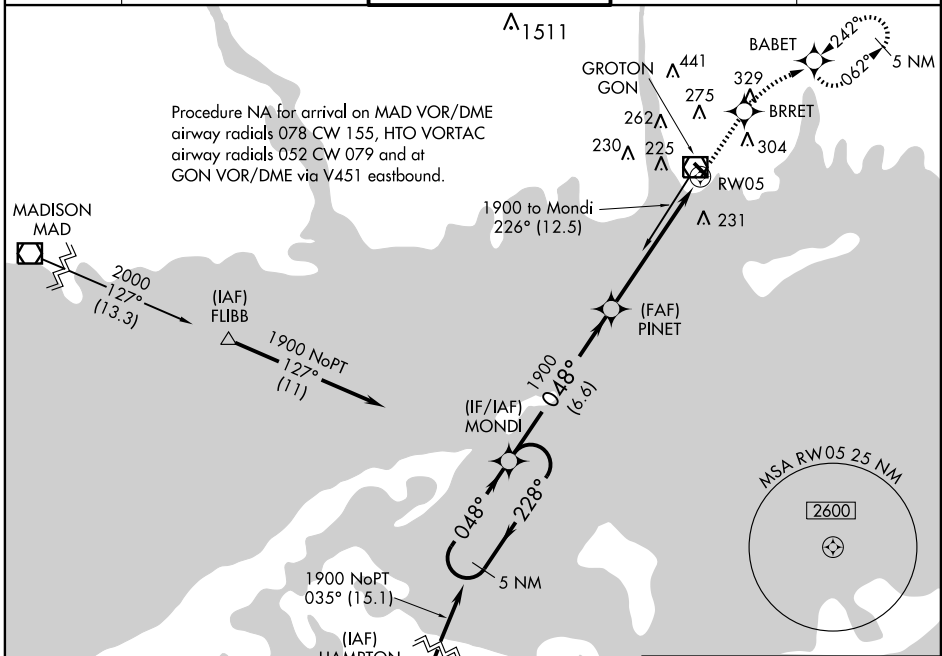 1511
BABET
242°
062°
5 NM
GROTON
GON
441
329
275
BRRET
262
304
230
225
RW05
Procedure NA for arrival on MAD VOR/DME
airway radials 078 CW 155, HTO VORTAC
airway radials 052 CW 079 and at
GON VOR/DME via V451 eastbound.
1900 to Mondi
226° (12.5)
231
MADISON
MAD
2000
127°
(13.3)
(IAF)
FLIBB
1900 NoPT
127°
(11)
(FAF)
PINET
1900
048°
(6.6)
(IF/IAF)
MONDI
048°
228°
5 NM
MSA RW05 25 NM
2600
1900 NoPT
035° (15.1)
(IAF)
HAMPTON